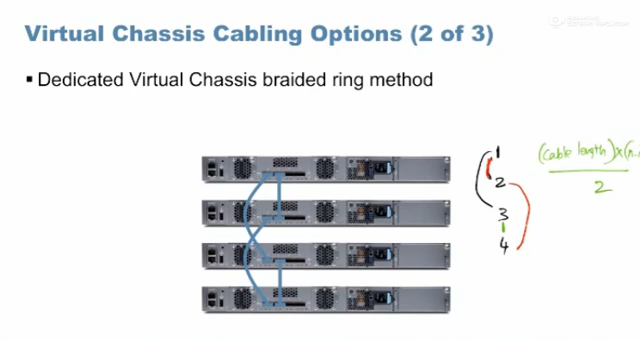 Virtual Chassis Cabling Options (2 of 3)
▪ Dedicated Virtual Chassis braided ring method
1
2
3
4
(cable length) x (n-
2